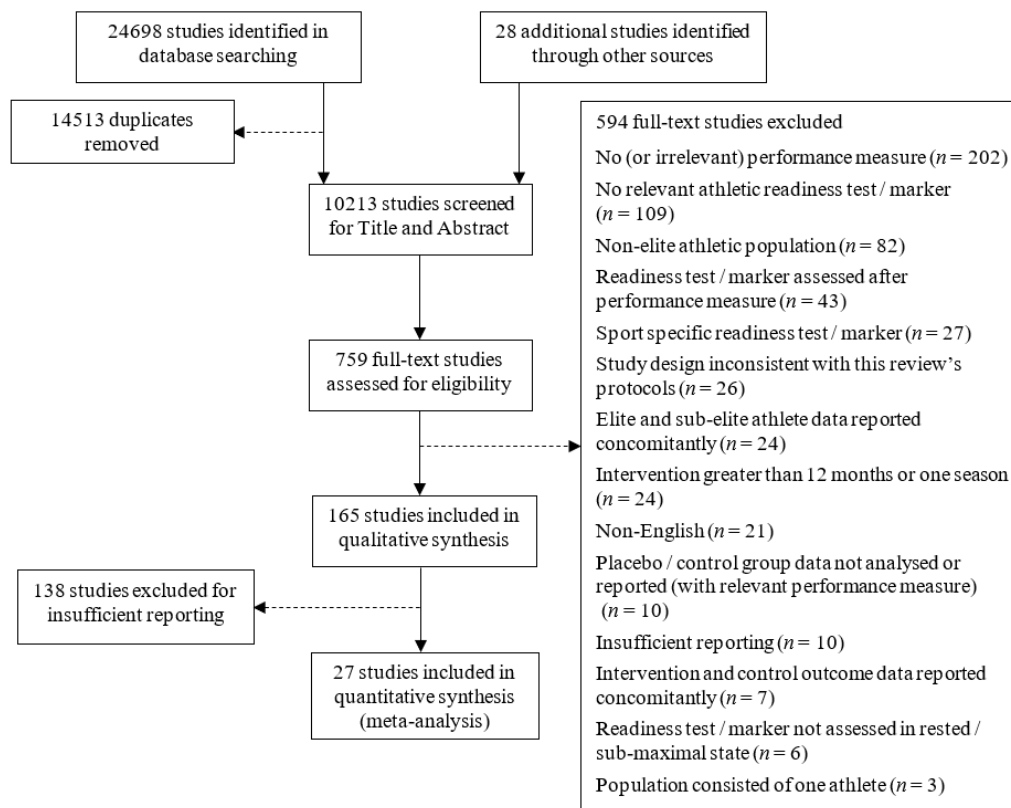 24698 studies identified in
database searching
28 additional studies identified
through other sources
14513 duplicates
removed
10213 studies screened
for Title and Abstract
759 full-text studies
assessed for eligibility
165 studies included in
qualitative synthesis
138 studies excluded for
insufficient reporting
27 studies included in
quantitative synthesis
(meta-analysis)
594 full-text studies excluded
No (or irrelevant) performance measure (n = 202)
No relevant athletic readiness test / marker
(n = 109)
Non-elite athletic population (n = 82)
Readiness test / marker assessed after
performance measure (n = 43)
Sport specific readiness test / marker (n = 27)
Study design inconsistent with this review's
protocols (n = 26)
Elite and sub-elite athlete data reported
concomitantly (n = 24)
Intervention greater than 12 months or one season
(n = 24)
Non-English (n = 21)
Placebo / control group data not analysed or
reported (with relevant performance measure)
(n = 10)
Insufficient reporting (n = 10)
Intervention and control outcome data reported
concomitantly (n = 7)
Readiness test / marker not assessed in rested /
sub-maximal state (n = 6)
Population consisted of one athlete (n = 3)